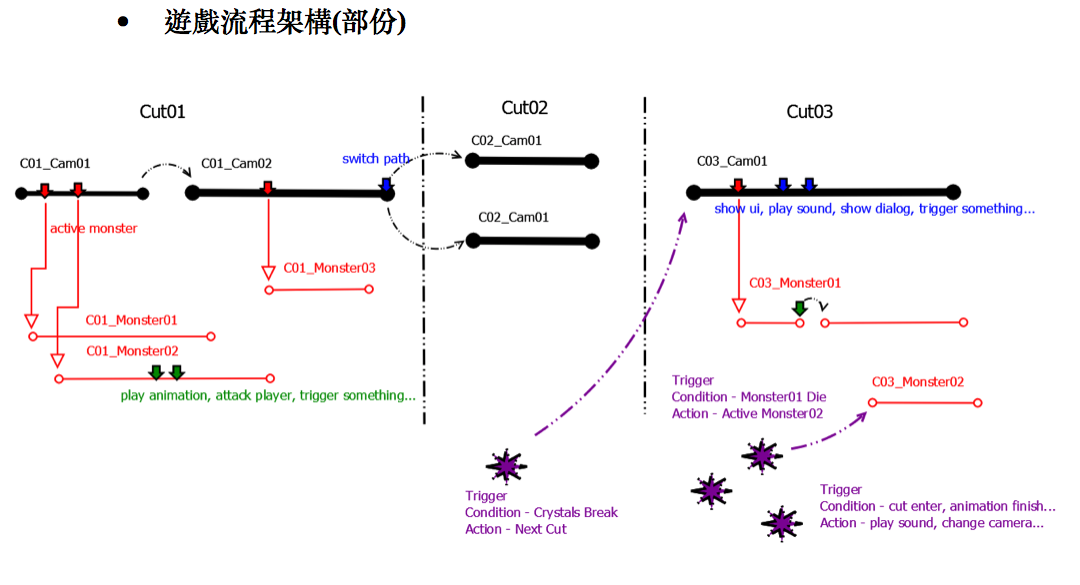 • 遊戲流程架構(部份)
Cut01
Cut02
Cut03
C01_Cam01
C01_Cam02
switch path
C02_Cam01
C02_Cam01
C03_Cam01
active monster
show ui, play sound, show dialog, trigger something...
C01_Monster03
C03_Monster01
C01_Monster01
C01_Monster02
play animation, attack player, trigger something...
Trigger
Condition - Monster01 Die
Action - Active Monster02
C03_Monster02
Trigger
Condition - Crystals Break
Action - Next Cut
Trigger
Condition - cut enter, animation finish...
Action - play sound, change camera...